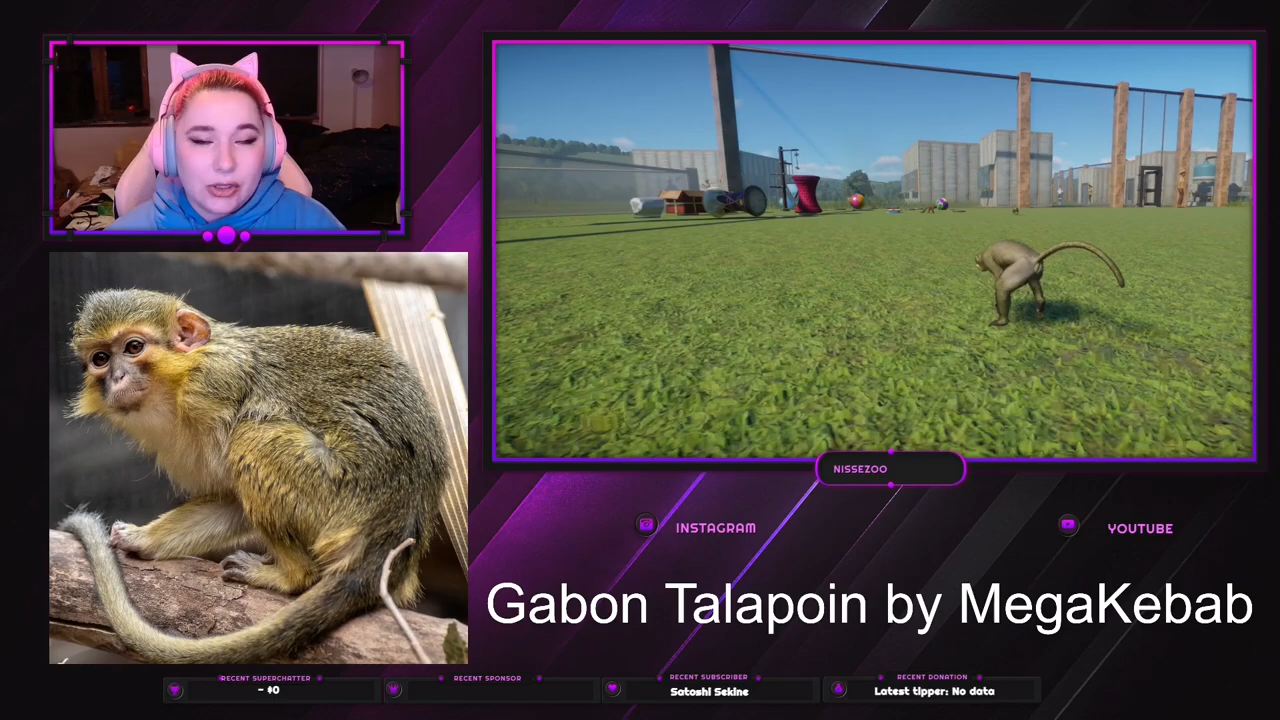 NISSEZOO
INSTAGRAM
YOUTUBE
Gabon Talapoin by MegaKebab
RECENT SUPERCHATTER
- $0
RECENT SPONSOR
RECENT SUBSCRIBER
Satoshi Sekine
RECENT DONATION
Latest tipper: No data